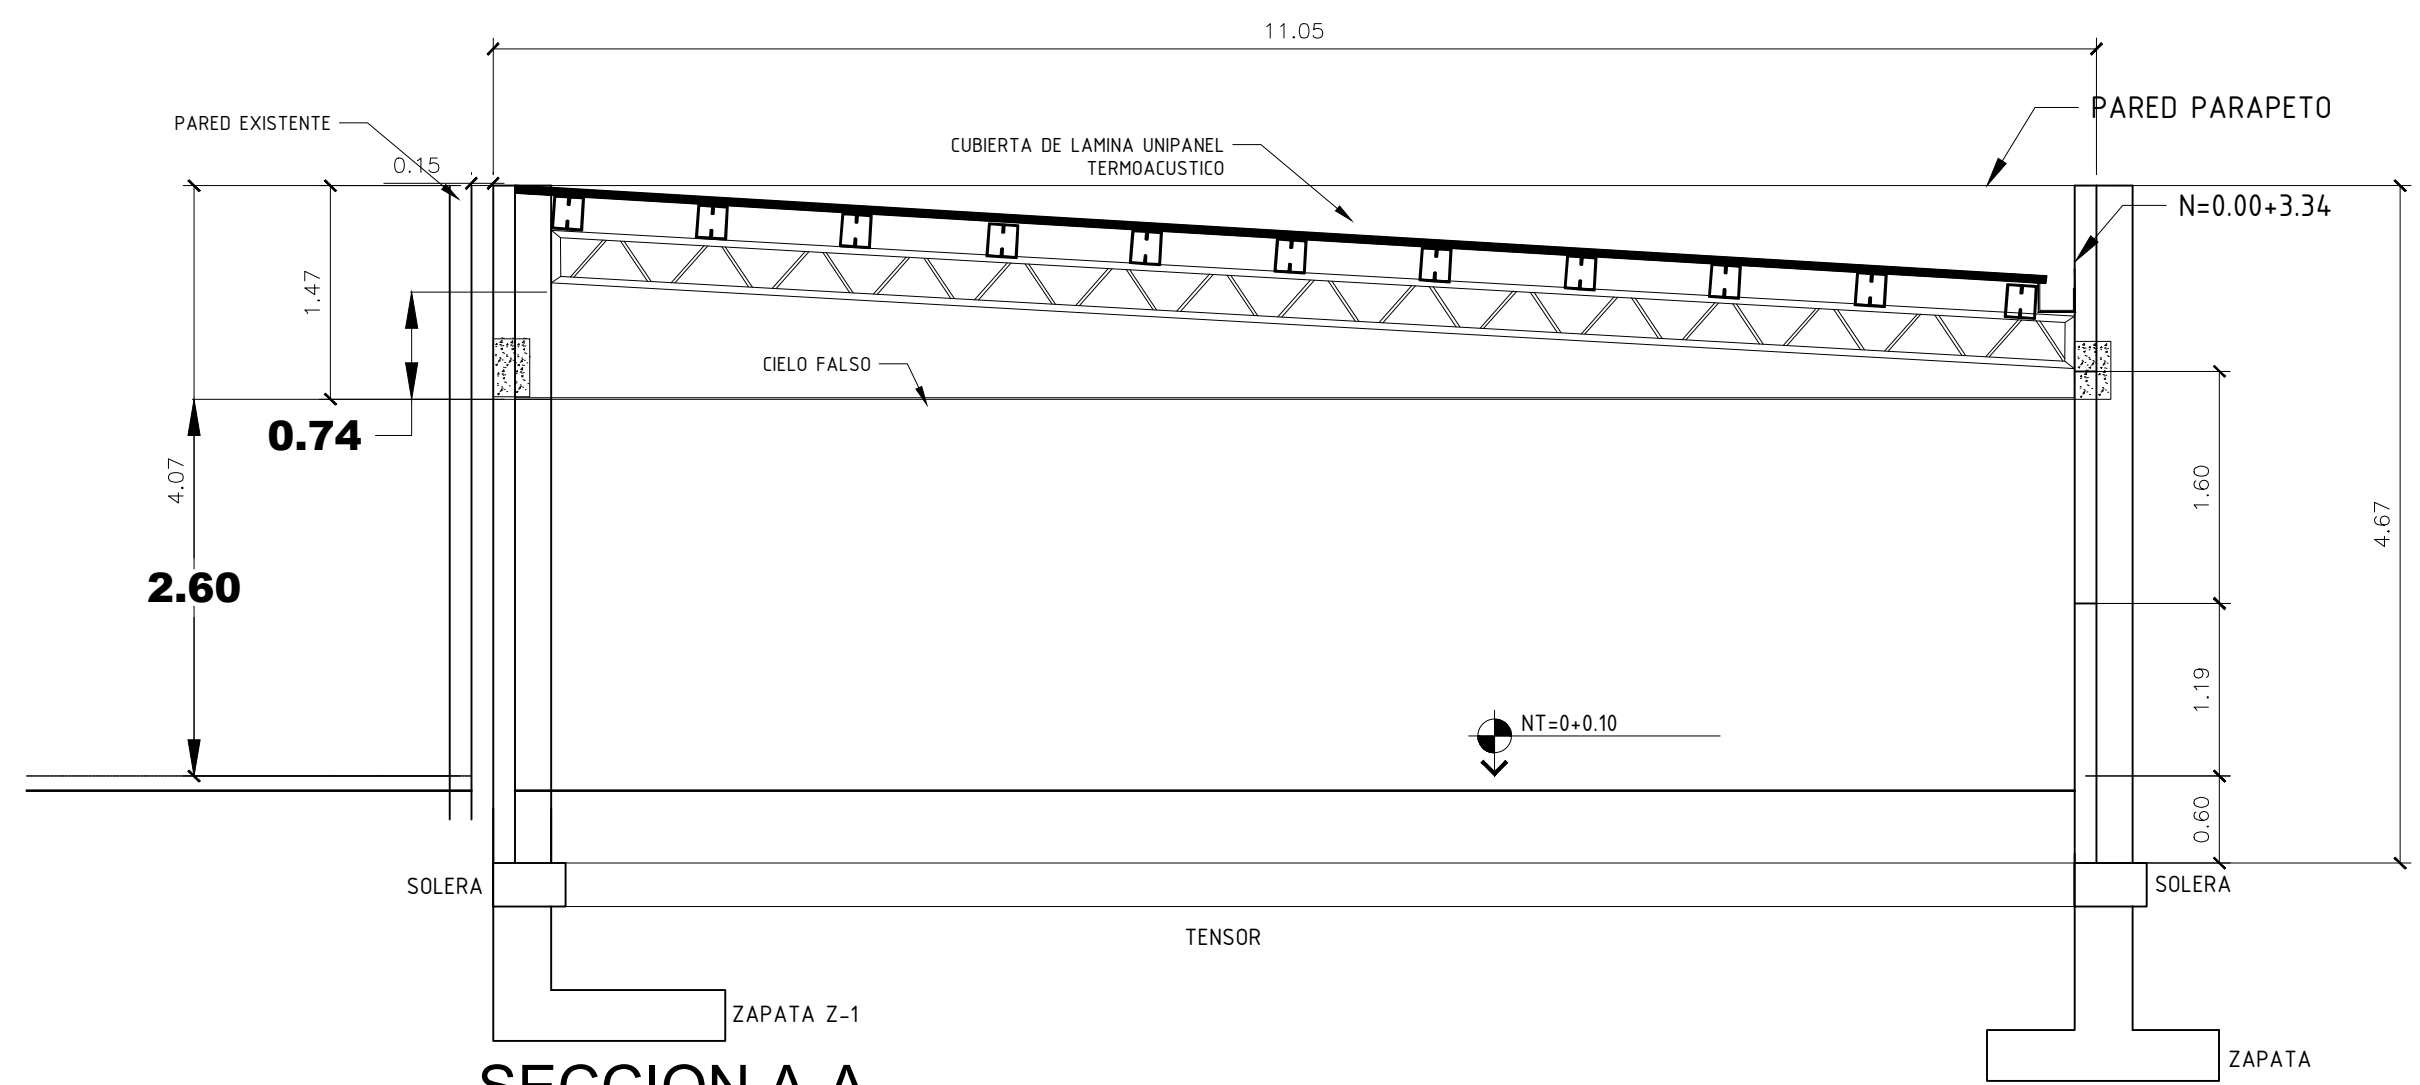 11.05
PARED PARAPETO
PARED EXISTENTE
CUBIERTA DE LAMINA UNIPANEL
TERMOACUSTICO
0.15
N=0.00+3.34
1.47
CIELO FALSO
0.74
4.07
1.60
4.67
2.60
1.19
NT=0+0.10
0.60
SOLERA
SOLERA
TENSOR
ZAPATA Z-1
ZAPATA
SECCION A-A